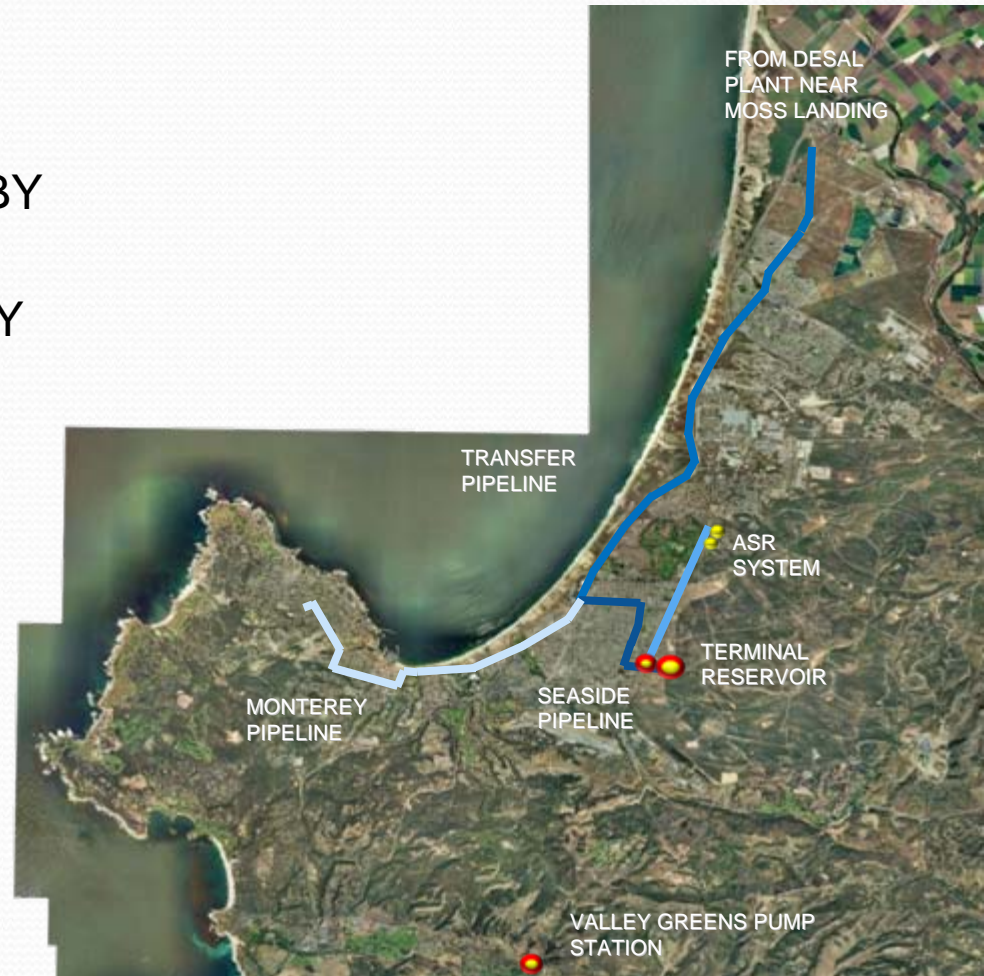 BY
Y
FROM DESAL
PLANT NEAR
MOSS LANDING
TRANSFER
PIPELINE
ASR
SYSTEM
TERMINAL
RESERVOIR
SEASIDE
PIPELINE
MONTEREY
PIPELINE
VALLEY GREENS PUMP
STATION